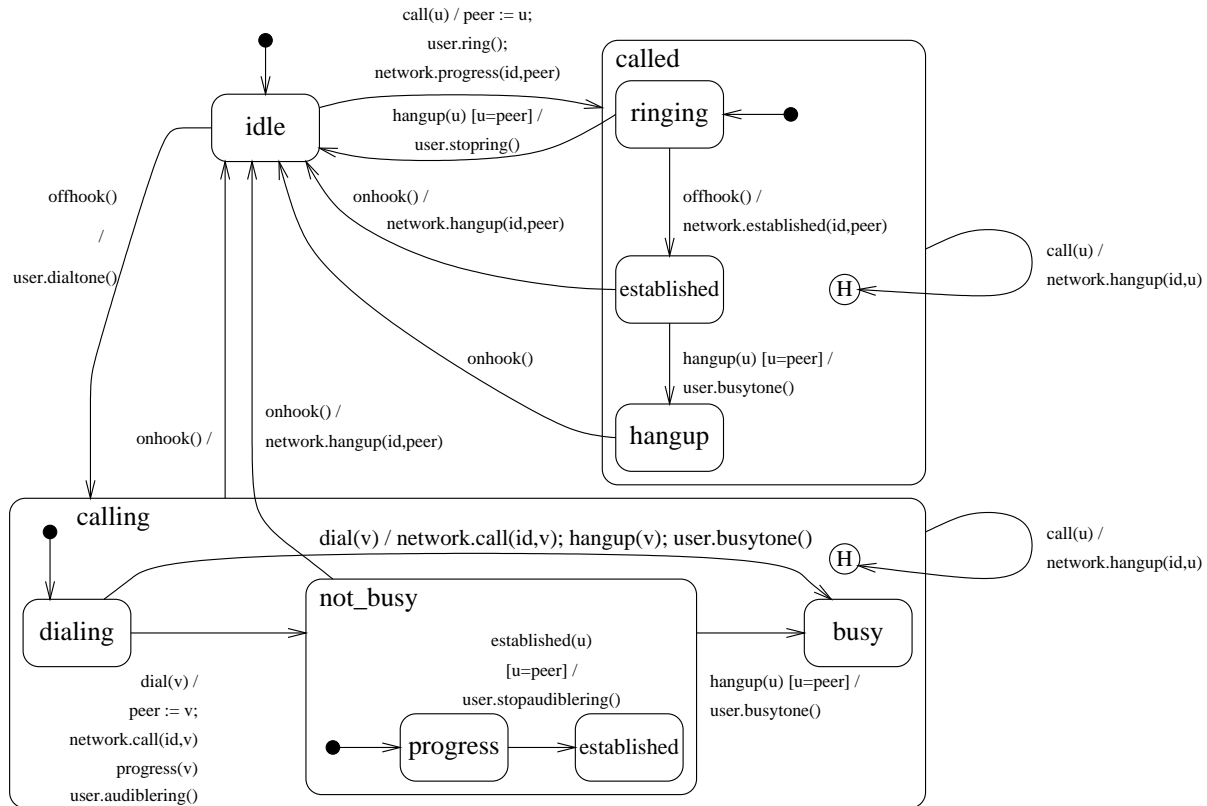 call(u) / peer := u;
user.ring();
network.progress(id,peer)
called
idle
hangup(u) [u=peer] /
user.stopring()
ringing
offhook()
/
user.dialtone()
onhook() /
network.hangup(id,peer)
offhook() /
network.established(id,peer)
established
H
call(u) /
network.hangup(id,u)
onhook()
hangup(u) [u=peer] /
user.busytone()
hangup
onhook() /
onhook() /
network.hangup(id,peer)
calling
dial(v) / network.call(id,v); hangup(v); user.busytone()
H
call(u) /
network.hangup(id,u)
dialing
not_busy
busy
established(u)
[u=peer] /
user.stopaudiblering()
hangup(u) [u=peer] /
user.busytone()
dial(v) /
peer := v;
network.call(id,v)
progress(v)
user.audiblering()
progress
established